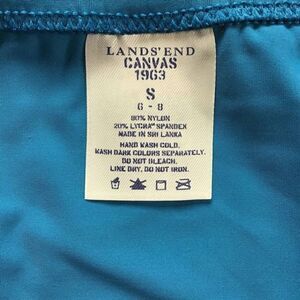 LANDS' END
CANVAS
1963
S
6 - 8
80% NYLON
20% LYCRA® SPANDEX
MADE IN SRI LANKA
HAND WASH COLD.
WASH DARK COLORS SEPARATELY.
DO NOT BLEACH.
LINE DRY. DO NOT IRON.